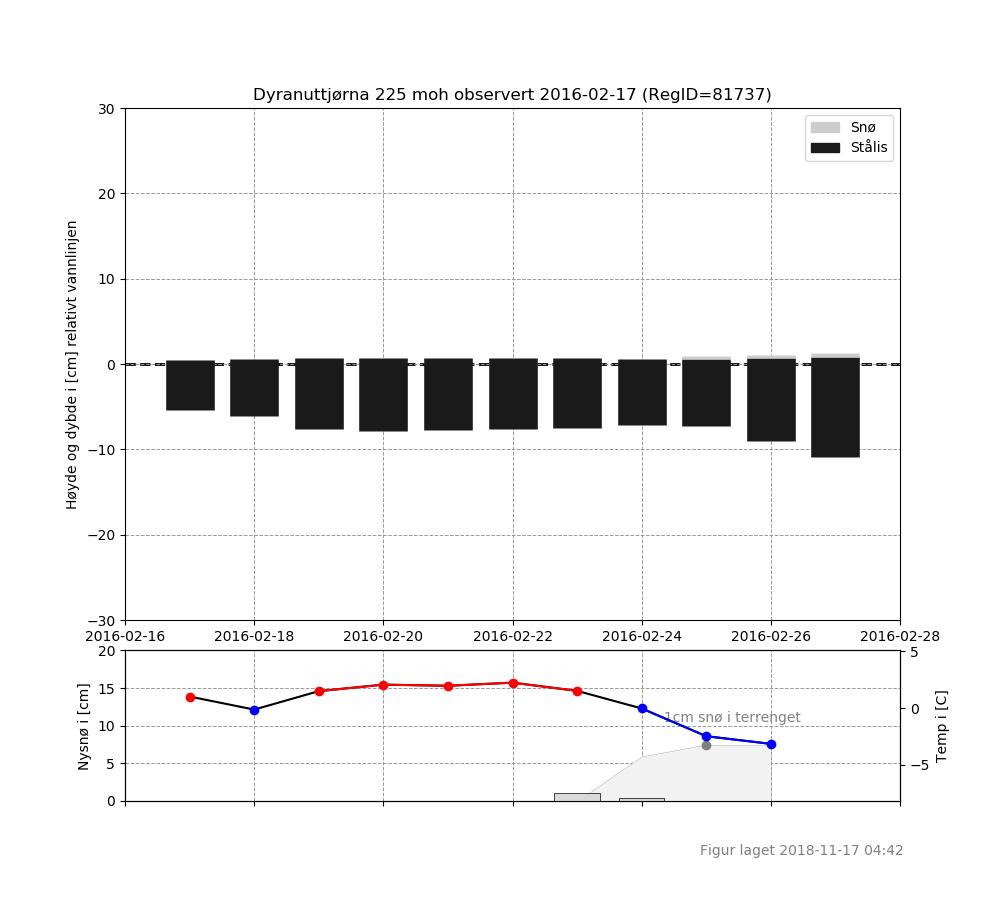 Dyranuttjørna 225 moh observert 2016-02-17 (RegID=81737)
Snø
Stålis
Høyde og dybde i [cm] relativt vannlinjen
30
20
10
0
−10
−20
−30
2016-02-16 2016-02-18 2016-02-20 2016-02-22 2016-02-24 2016-02-26 2016-02-28
Nysnø i [cm]
20
15
10
5
0
1cm snø i terrenget
5
0
−5
Temp i [C]
Figur laget 2018-11-17 04:42